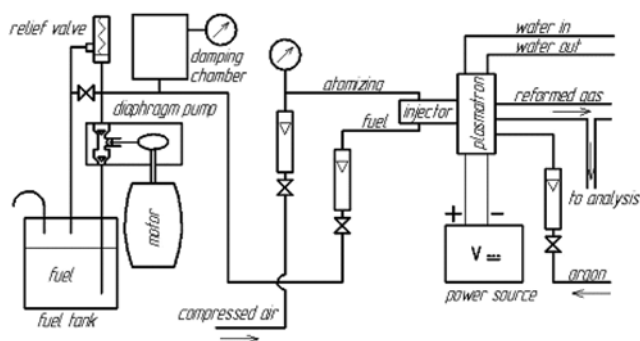 relief valve
damping
chamber
diaphragm pump
motor
fuel
fuel tank
compressed air
atomizing
fuel
injector
plasmatron
water in
water out
reformed gas
to analysis
+ −
V
power source
argon